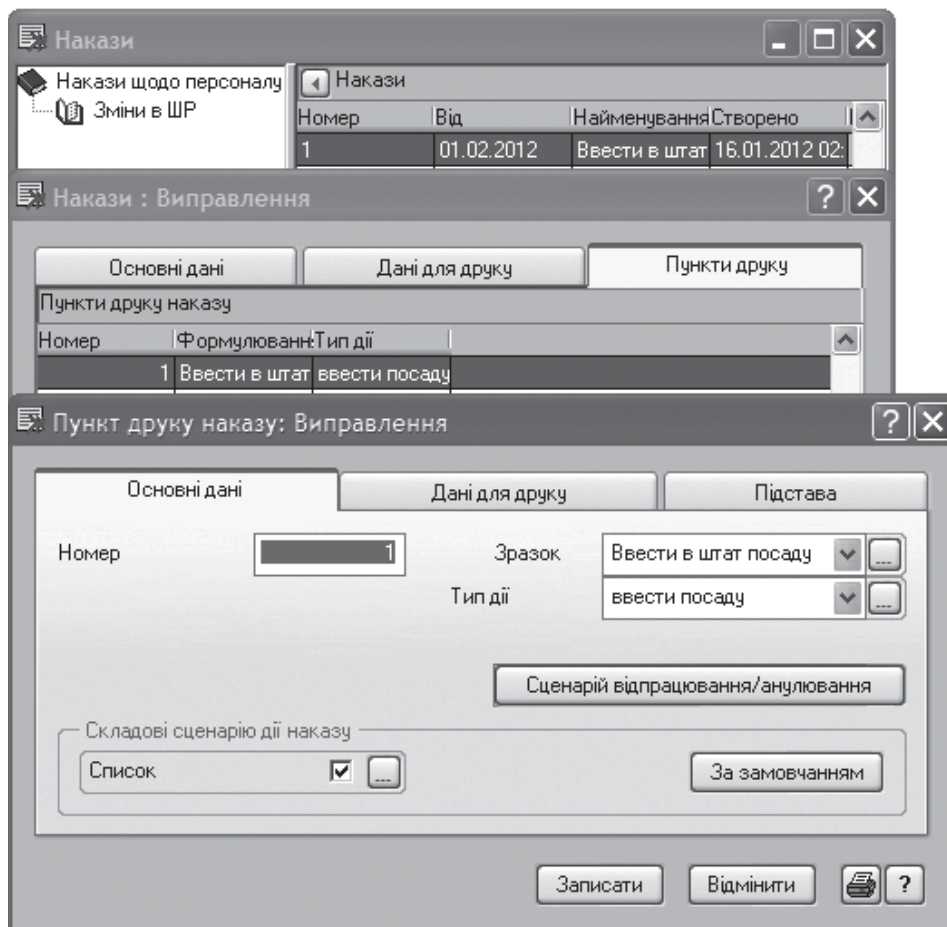 Накази
Накази щодо персоналу
Зміни в ШР
Накази
Номер Від Найменування Створено
1 01.02.2012 Ввести в штат 16.01.2012 02:
Накази : Виправлення
Основні дані Дані для друку Пункти друку
Пункти друку наказу
Номер Формулюванн Тип дії
1 Ввести в штат ввести посаду
Пункт друку наказу: Виправлення
Основні дані Дані для друку Підстава
Номер 1 Зразок Ввести в штат посаду ...
Тип дії ввести посаду ...
Сценарій відпрацювання/анулювання
Складові сценарію дії наказу
Список ... За замовчанням
Записати Відмінити ?